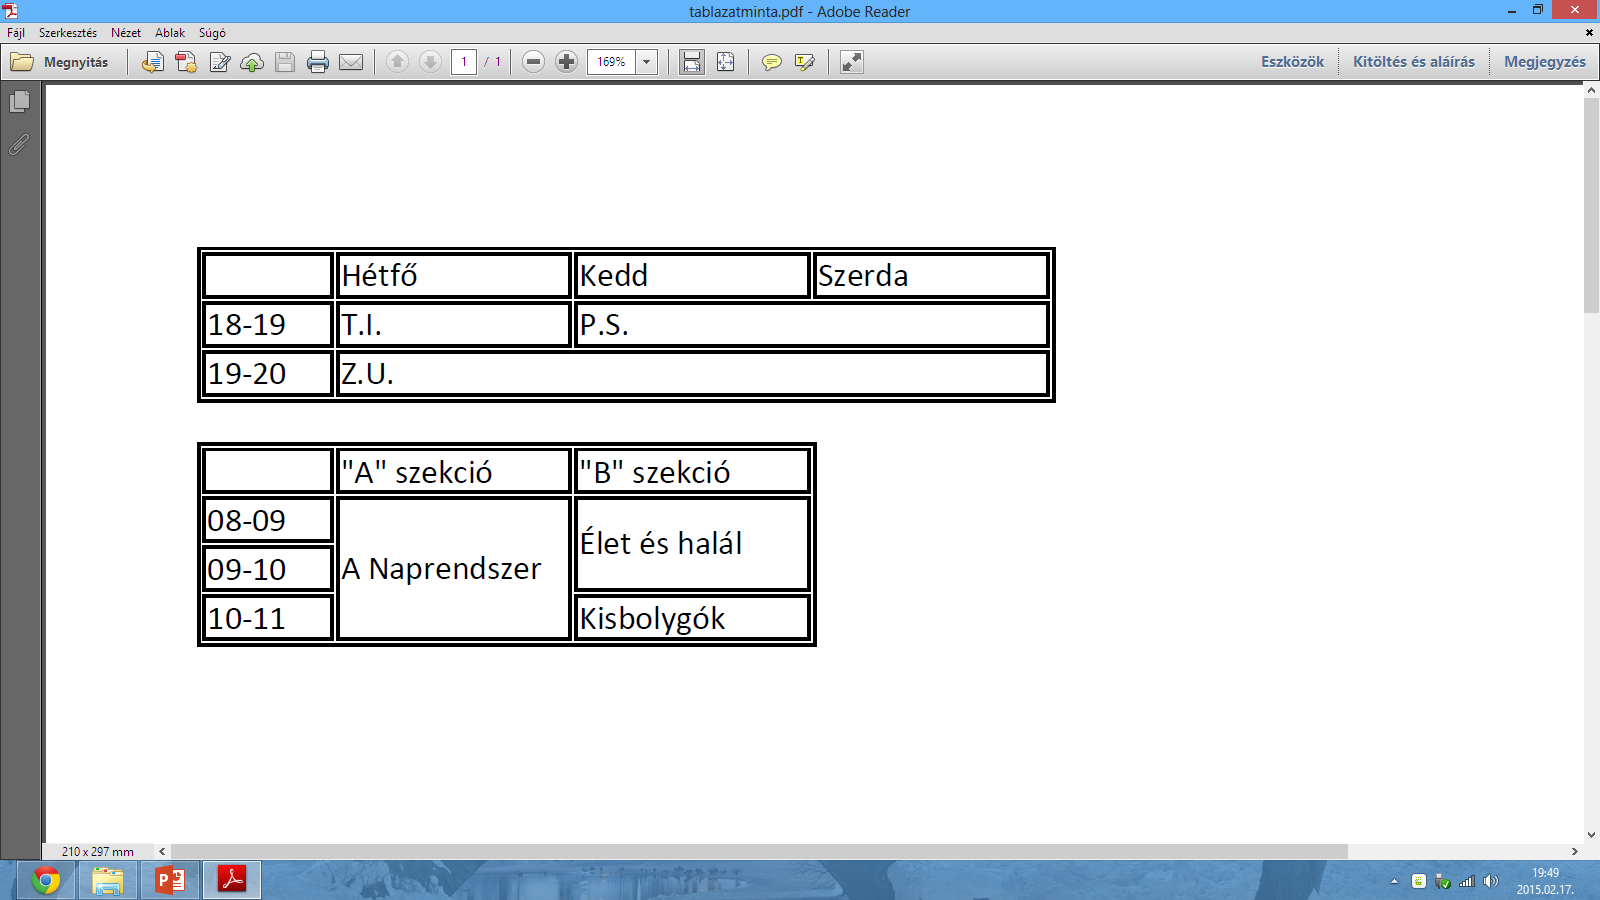 tablazatminta.pdf - Adobe Reader
Fájl Szerkesztés Nézet Ablak Súgó
Megnyitás 1 / 1 169% Eszközök Kitöltés és aláírás Megjegyzés
Hétfő Kedd Szerda
18-19 T.I. P.S.
19-20 Z.U.
"A" szekció "B" szekció
08-09
Élet és halál
09-10
A Naprendszer
10-11 Kisbolygók
210 x 297 mm
19:49
2015.02.17.